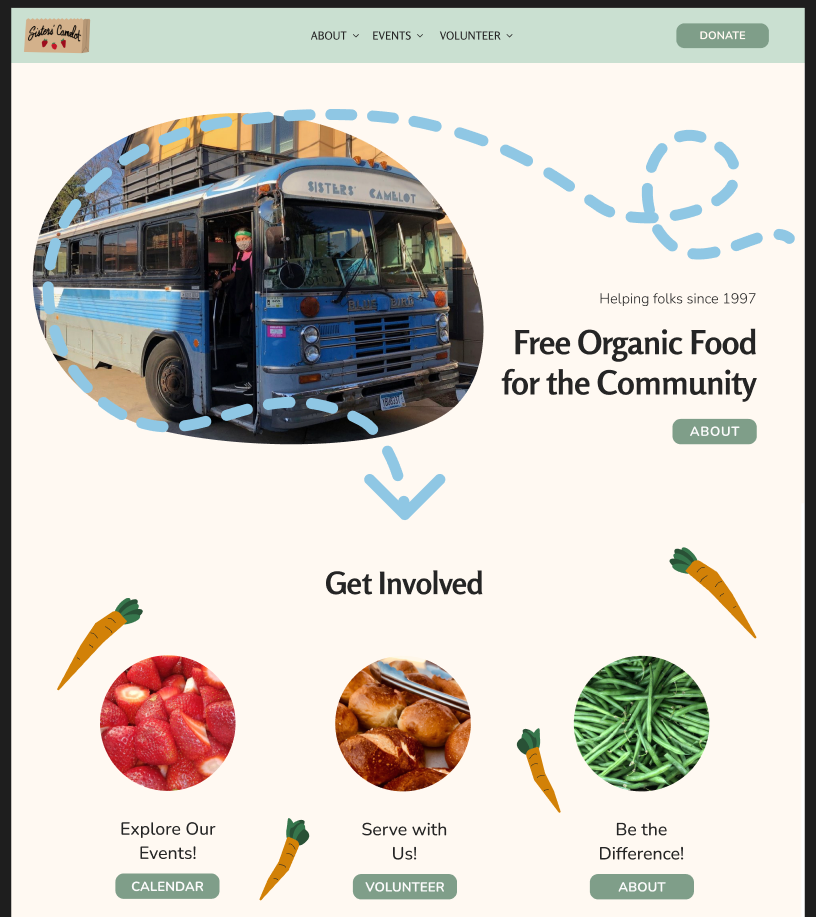 Sisters' Camelot
ABOUT
EVENTS
VOLUNTEER
DONATE
SISTERS' CAMELOT
BLUE BIRD
Helping folks since 1997
Free Organic Food
for the Community
ABOUT
Get Involved
Explore Our
Events!
Serve with
Us!
Be the
Difference!
CALENDAR
VOLUNTEER
ABOUT